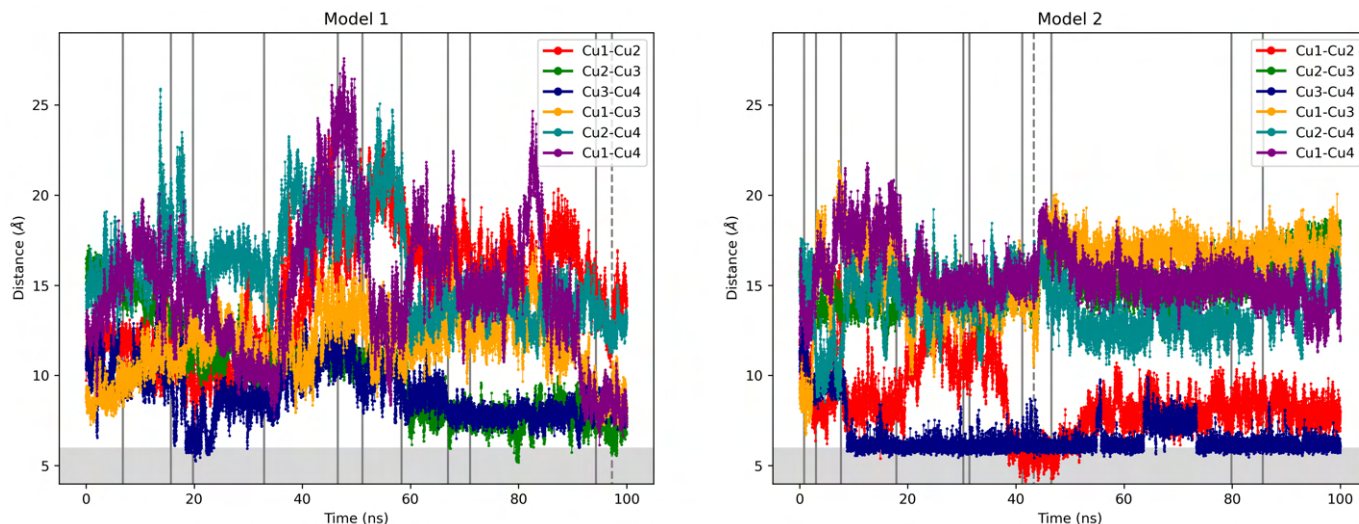 Model 1
Cu1-Cu2
Cu2-Cu3
Cu3-Cu4
Cu1-Cu3
Cu2-Cu4
Cu1-Cu4
Distance (Å)
25
20
15
10
5
0 20 40 60 80 100
Time (ns)
Model 2
Cu1-Cu2
Cu2-Cu3
Cu3-Cu4
Cu1-Cu3
Cu2-Cu4
Cu1-Cu4
Distance (Å)
25
20
15
10
5
0 20 40 60 80 100
Time (ns)